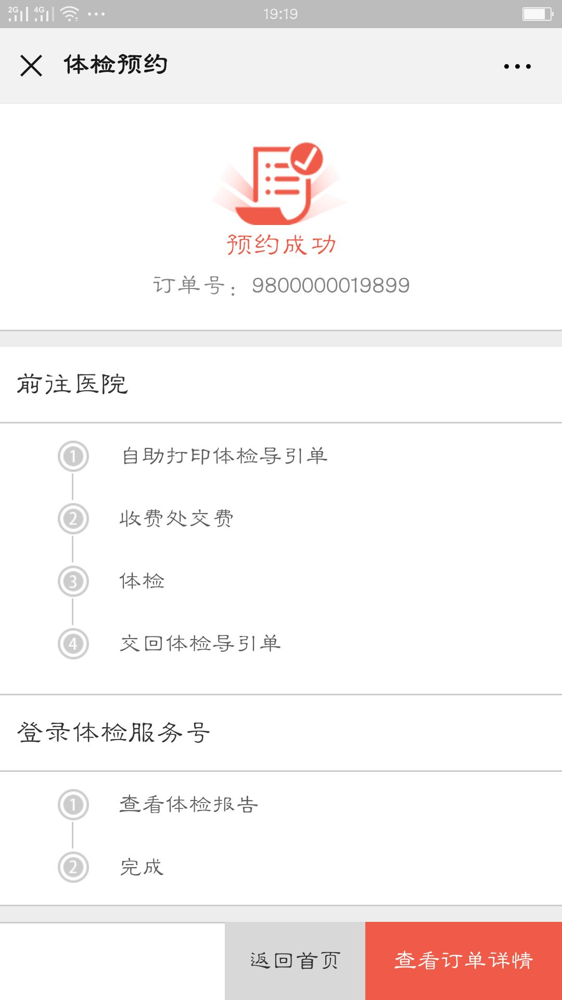 2G 4G 19:19
体检预约
预约成功
订单号：9800000019899
前往医院
1 自助打印体检导引单
2 收费处交费
3 体检
4 交回体检导引单
登录体检服务号
1 查看体检报告
2 完成
返回首页 查看订单详情